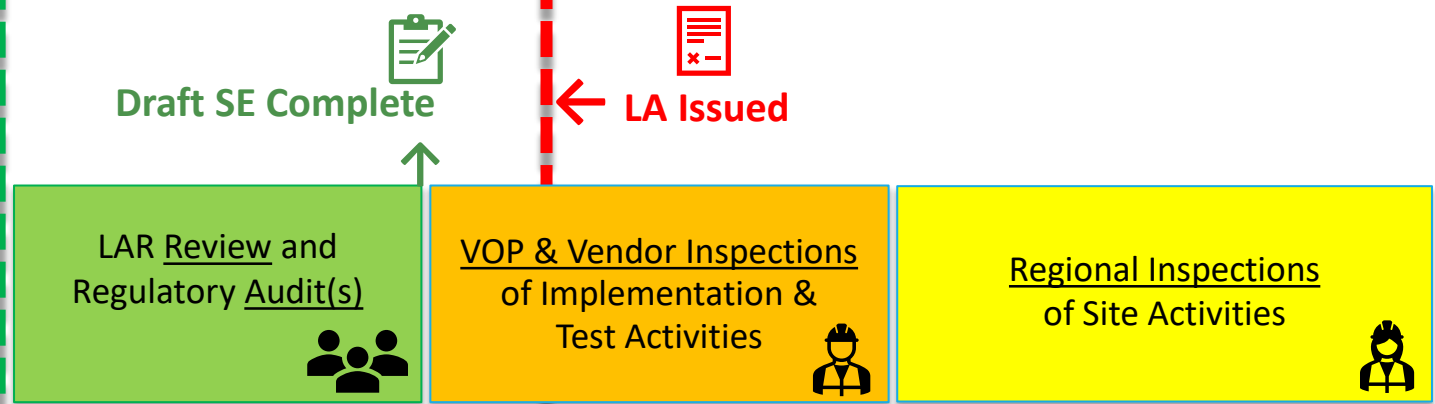 Draft SE Complete
LA Issued
LAR Review and
Regulatory Audit(s)
VOP & Vendor Inspections
of Implementation &
Test Activities
Regional Inspections
of Site Activities